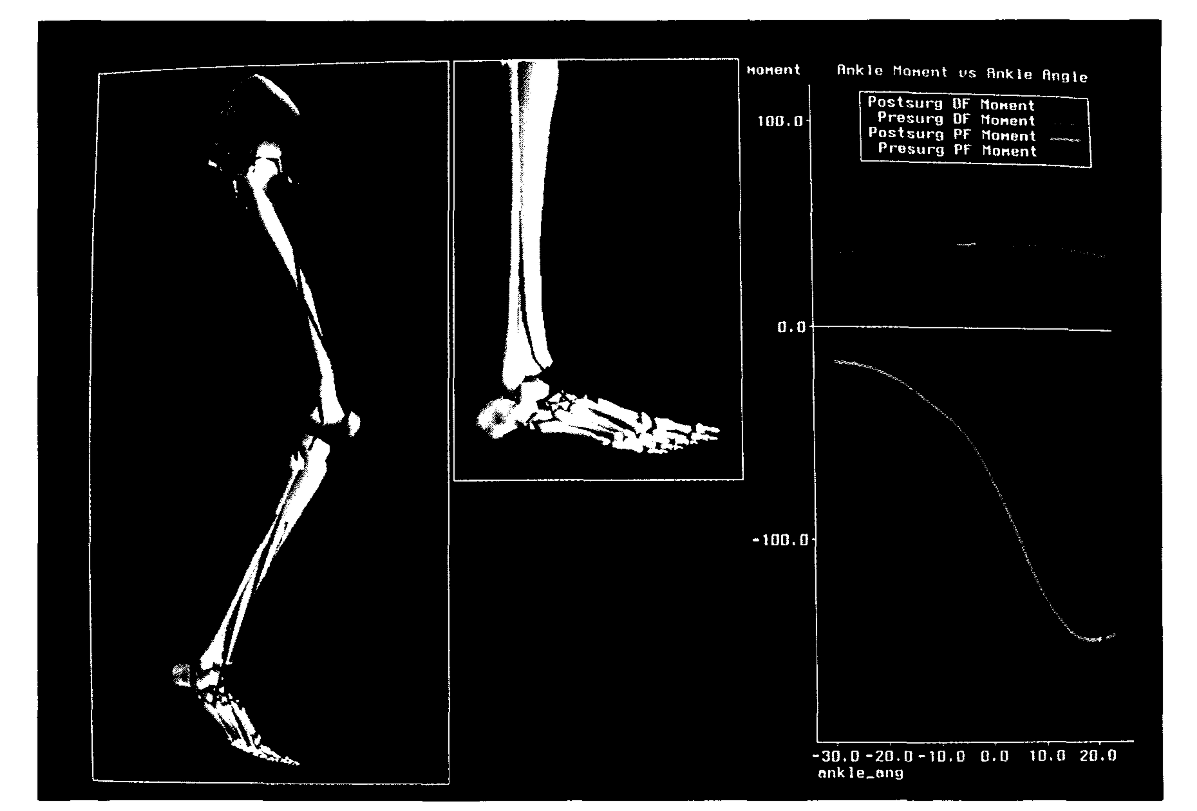 Moment
Ankle Moment vs Ankle Angle
Postsurg DF Moment
Presurg DF Moment
Postsurg PF Moment
Presurg PF Moment
100.0
0.0
-100.0
-30.0 -20.0 -10.0 0.0 10.0 20.0
ankle_ang